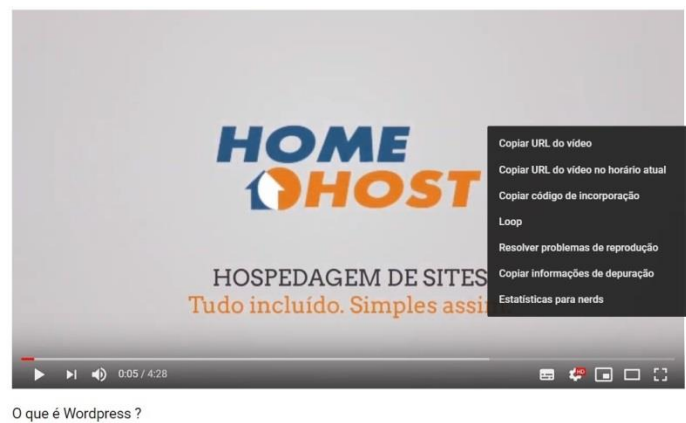 HOME
HOST
HOSPEDAGEM DE SITES
Tudo incluído. Simples
Copiar URL do vídeo
Copiar URL do vídeo no horário atual
Copiar código de incorporação
Loop
Resolver problemas de reprodução
Copiar informações de depuração
Estatísticas para nerds
0:05 / 4:28
HD
O que é Wordpress ?